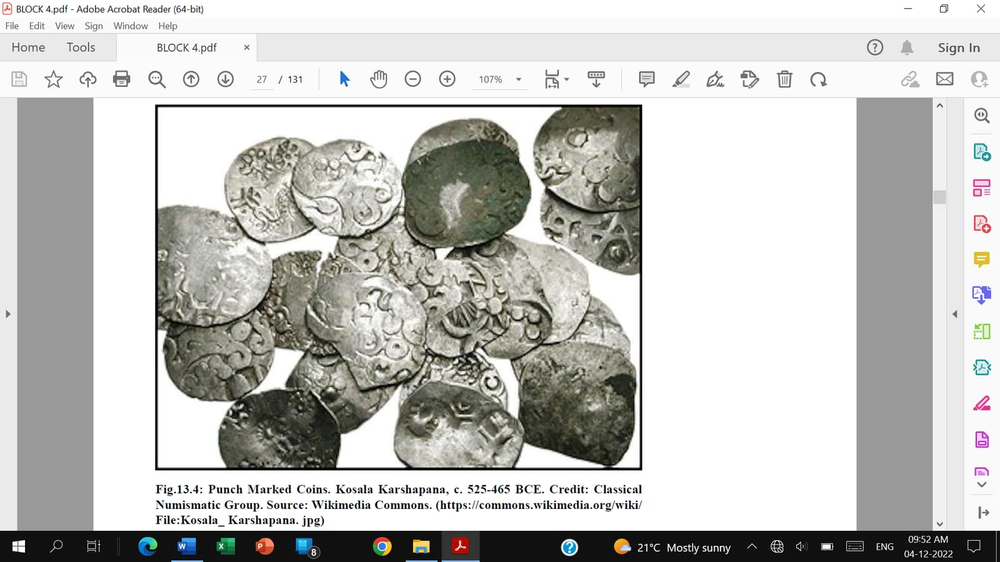 BLOCK 4.pdf - Adobe Acrobat Reader (64-bit)
File Edit View Sign Window Help
Home Tools BLOCK 4.pdf × Sign In
27 / 131 107%
Fig.13.4: Punch Marked Coins. Kosala Karshapana, c. 525-465 BCE. Credit: Classical
Numismatic Group. Source: Wikimedia Commons. (https://commons.wikimedia.org/wiki/
File:Kosala_ Karshapana. jpg)
8
21°C Mostly sunny
ENG
09:52 AM
04-12-2022